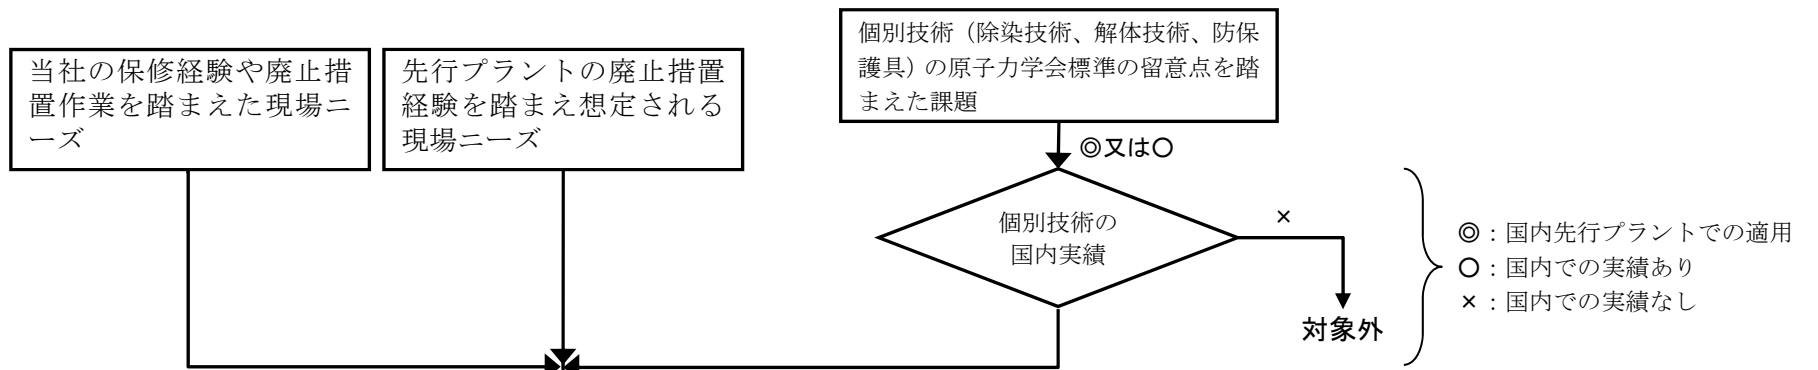 当社の保修経験や廃止措
置作業を踏まえた現場ニ
ーズ
先行プラントの廃止措置
経験を踏まえ想定される
現場ニーズ
個別技術（除染技術、解体技術、防保
護具）の原子力学会標準の留意点を踏
まえた課題
◎又は〇
個別技術の
国内実績
×
対象外
◎：国内先行プラントでの適用
〇：国内での実績あり
×：国内での実績なし